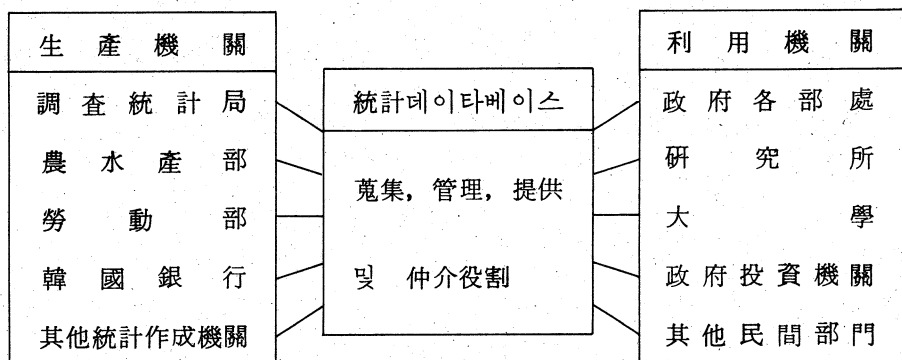 生產機關
調査統計局
農水產部
勞動部
韓國銀行
其他統計作成機關
統計데이타베이스
蒐集, 管理, 提供
및 仲介役割
利用機關
政府各部處
硏究所
大學
政府投資機關
其他民間部門